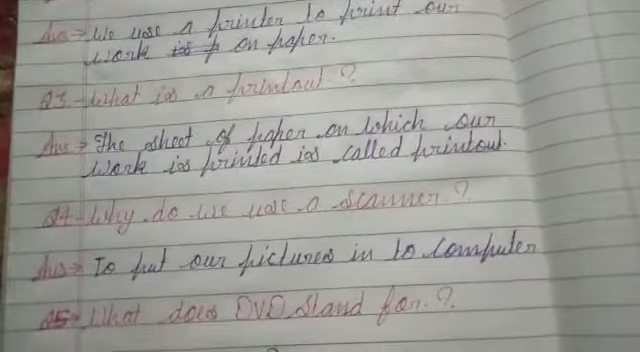 Ans→ We use a printer to print our
work on paper.
Q3- What is a printout ?
Ans→ The sheet of paper on which our
work is printed is called printout.
Q4- Why do we use a scanner ?
Ans→ To put our pictures in to computer
Q5- What does DVD stand for ?